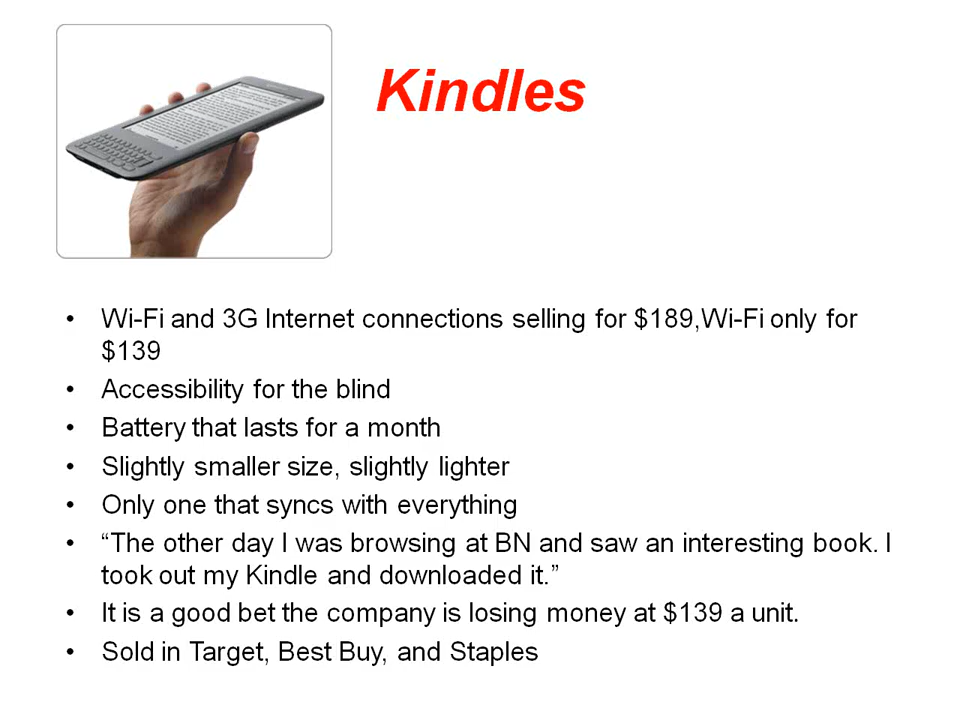 Kindles
• Wi-Fi and 3G Internet connections selling for $189,Wi-Fi only for
$139
• Accessibility for the blind
• Battery that lasts for a month
• Slightly smaller size, slightly lighter
• Only one that syncs with everything
• “The other day I was browsing at BN and saw an interesting book. I
took out my Kindle and downloaded it.”
• It is a good bet the company is losing money at $139 a unit.
• Sold in Target, Best Buy, and Staples